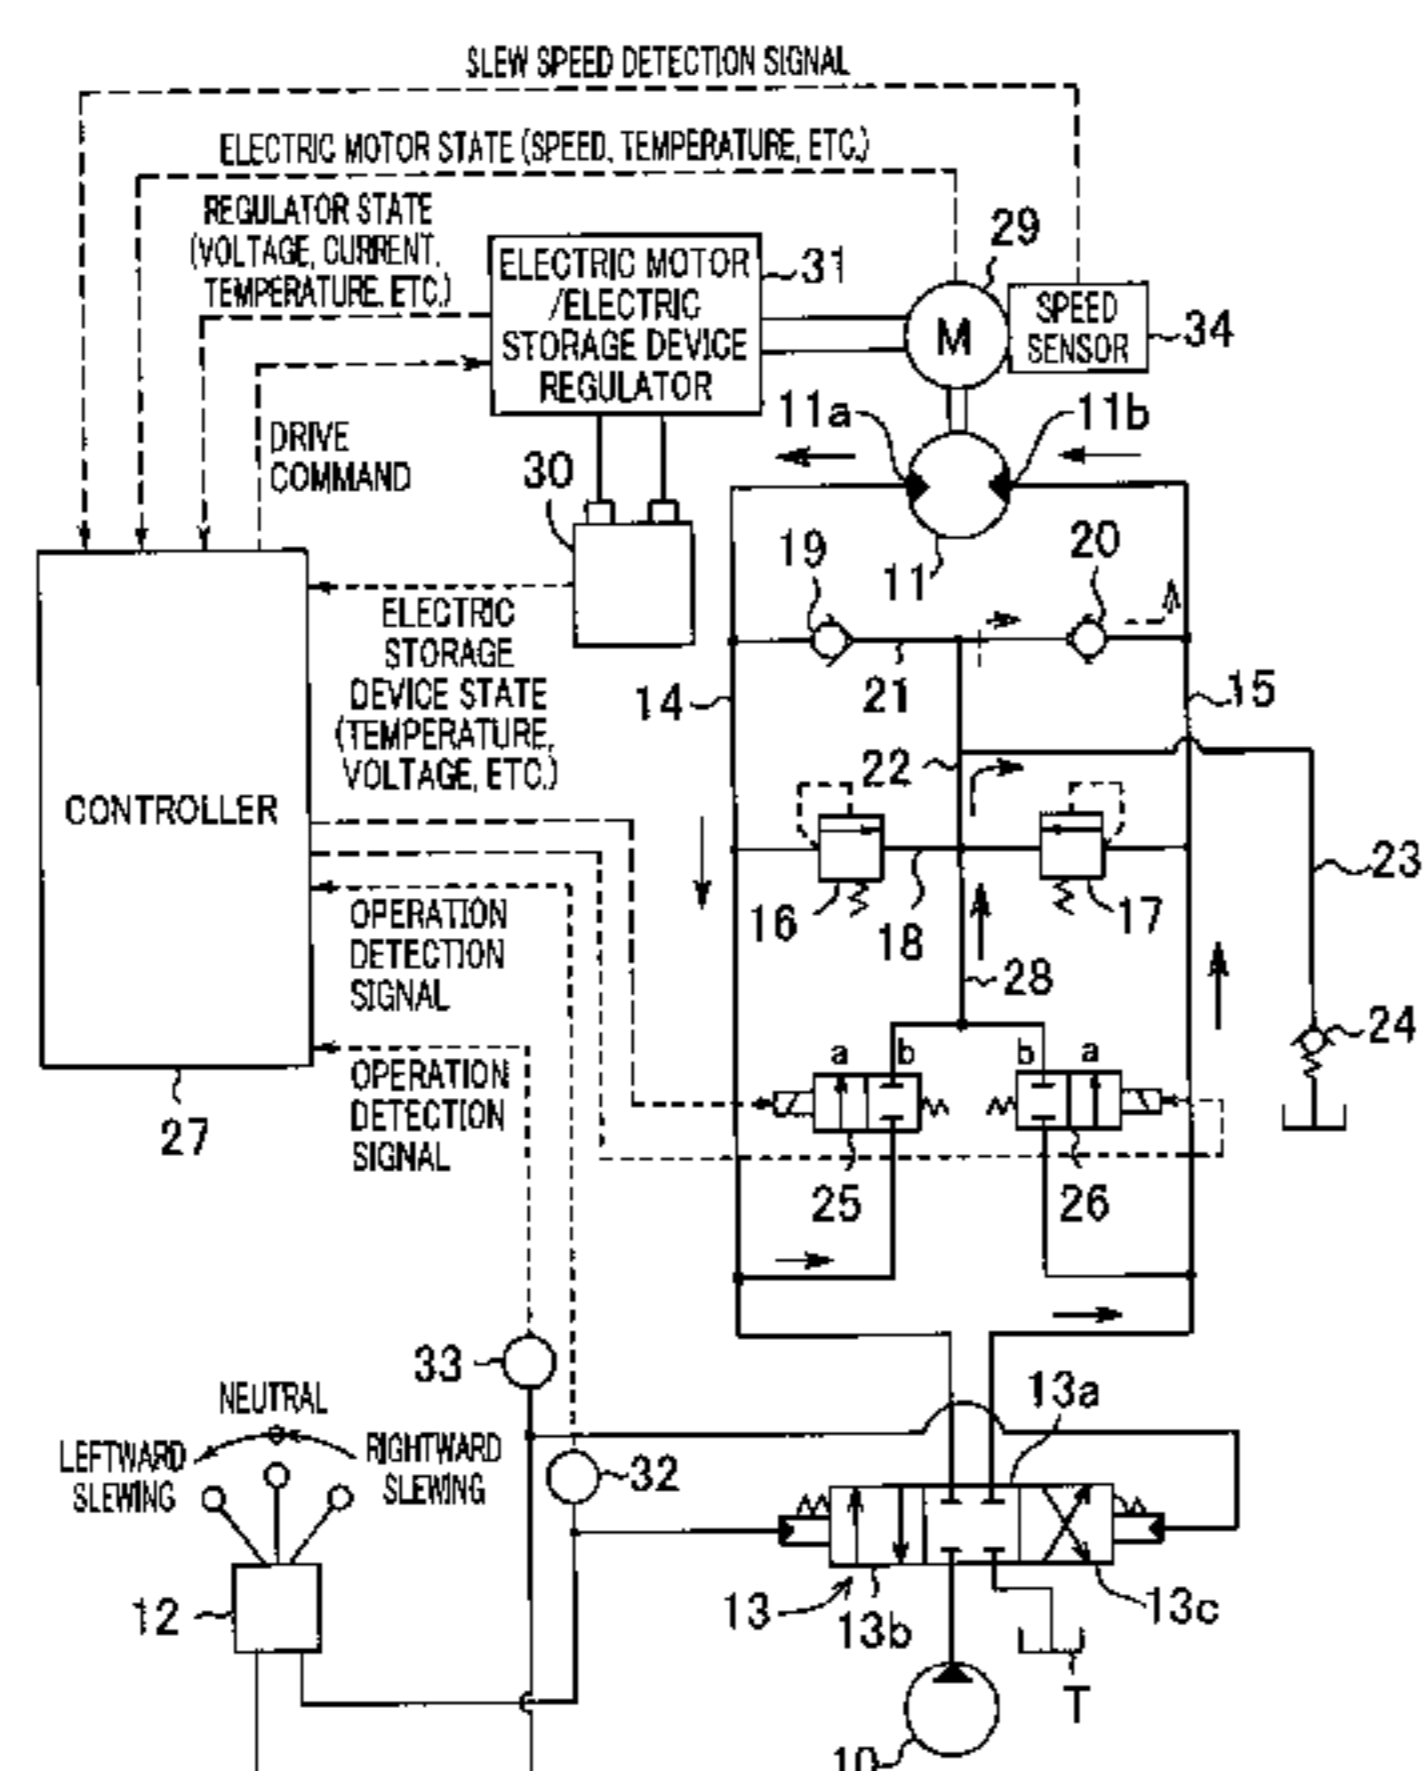 SLEW SPEED DETECTION SIGNAL
ELECTRIC MOTOR STATE (SPEED, TEMPERATURE, ETC.)
REGULATOR STATE
(VOLTAGE, CURRENT,
TEMPERATURE, ETC.)
ELECTRIC MOTOR
/ELECTRIC
STORAGE DEVICE
REGULATOR
31
29
M
SPEED
SENSOR
34
DRIVE
COMMAND
30
11a
11b
11
19
20
ELECTRIC
STORAGE
DEVICE STATE
(TEMPERATURE,
VOLTAGE, ETC.)
14
21
15
22
CONTROLLER
16
18
17
23
OPERATION
DETECTION
SIGNAL
28
24
a
b
b
a
OPERATION
DETECTION
SIGNAL
27
25
26
33
NEUTRAL
LEFTWARD
SLEWING
RIGHTWARD
SLEWING
32
13a
12
13
13b
13c
T
10